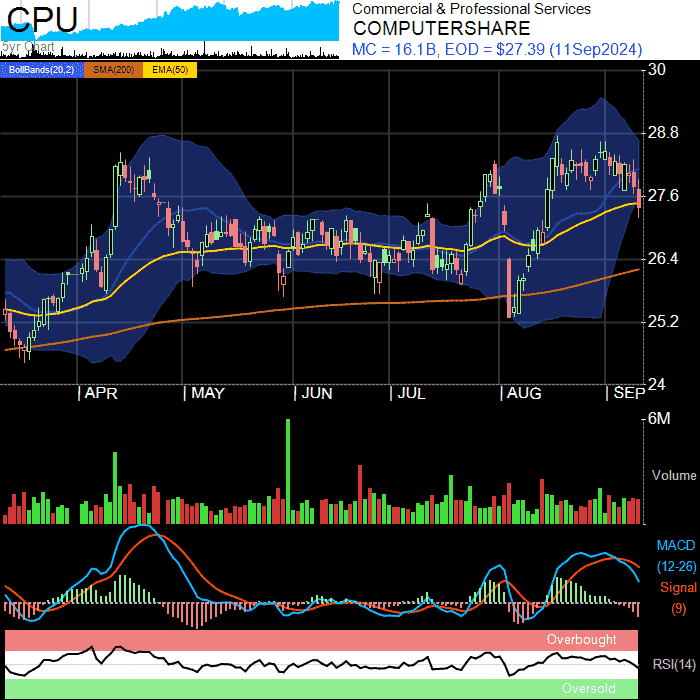 CPU
5yr Chart
Commercial & Professional Services
COMPUTERSHARE
MC = 16.1B, EOD = $27.39 (11Sep2024)
BollBands(20,2) SMA(200) EMA(50)
30
28.8
27.6
26.4
25.2
24
APR MAY JUN JUL AUG SEP
6M
Volume
MACD
(12-26)
Signal
(9)
Overbought
RSI(14)
Oversold